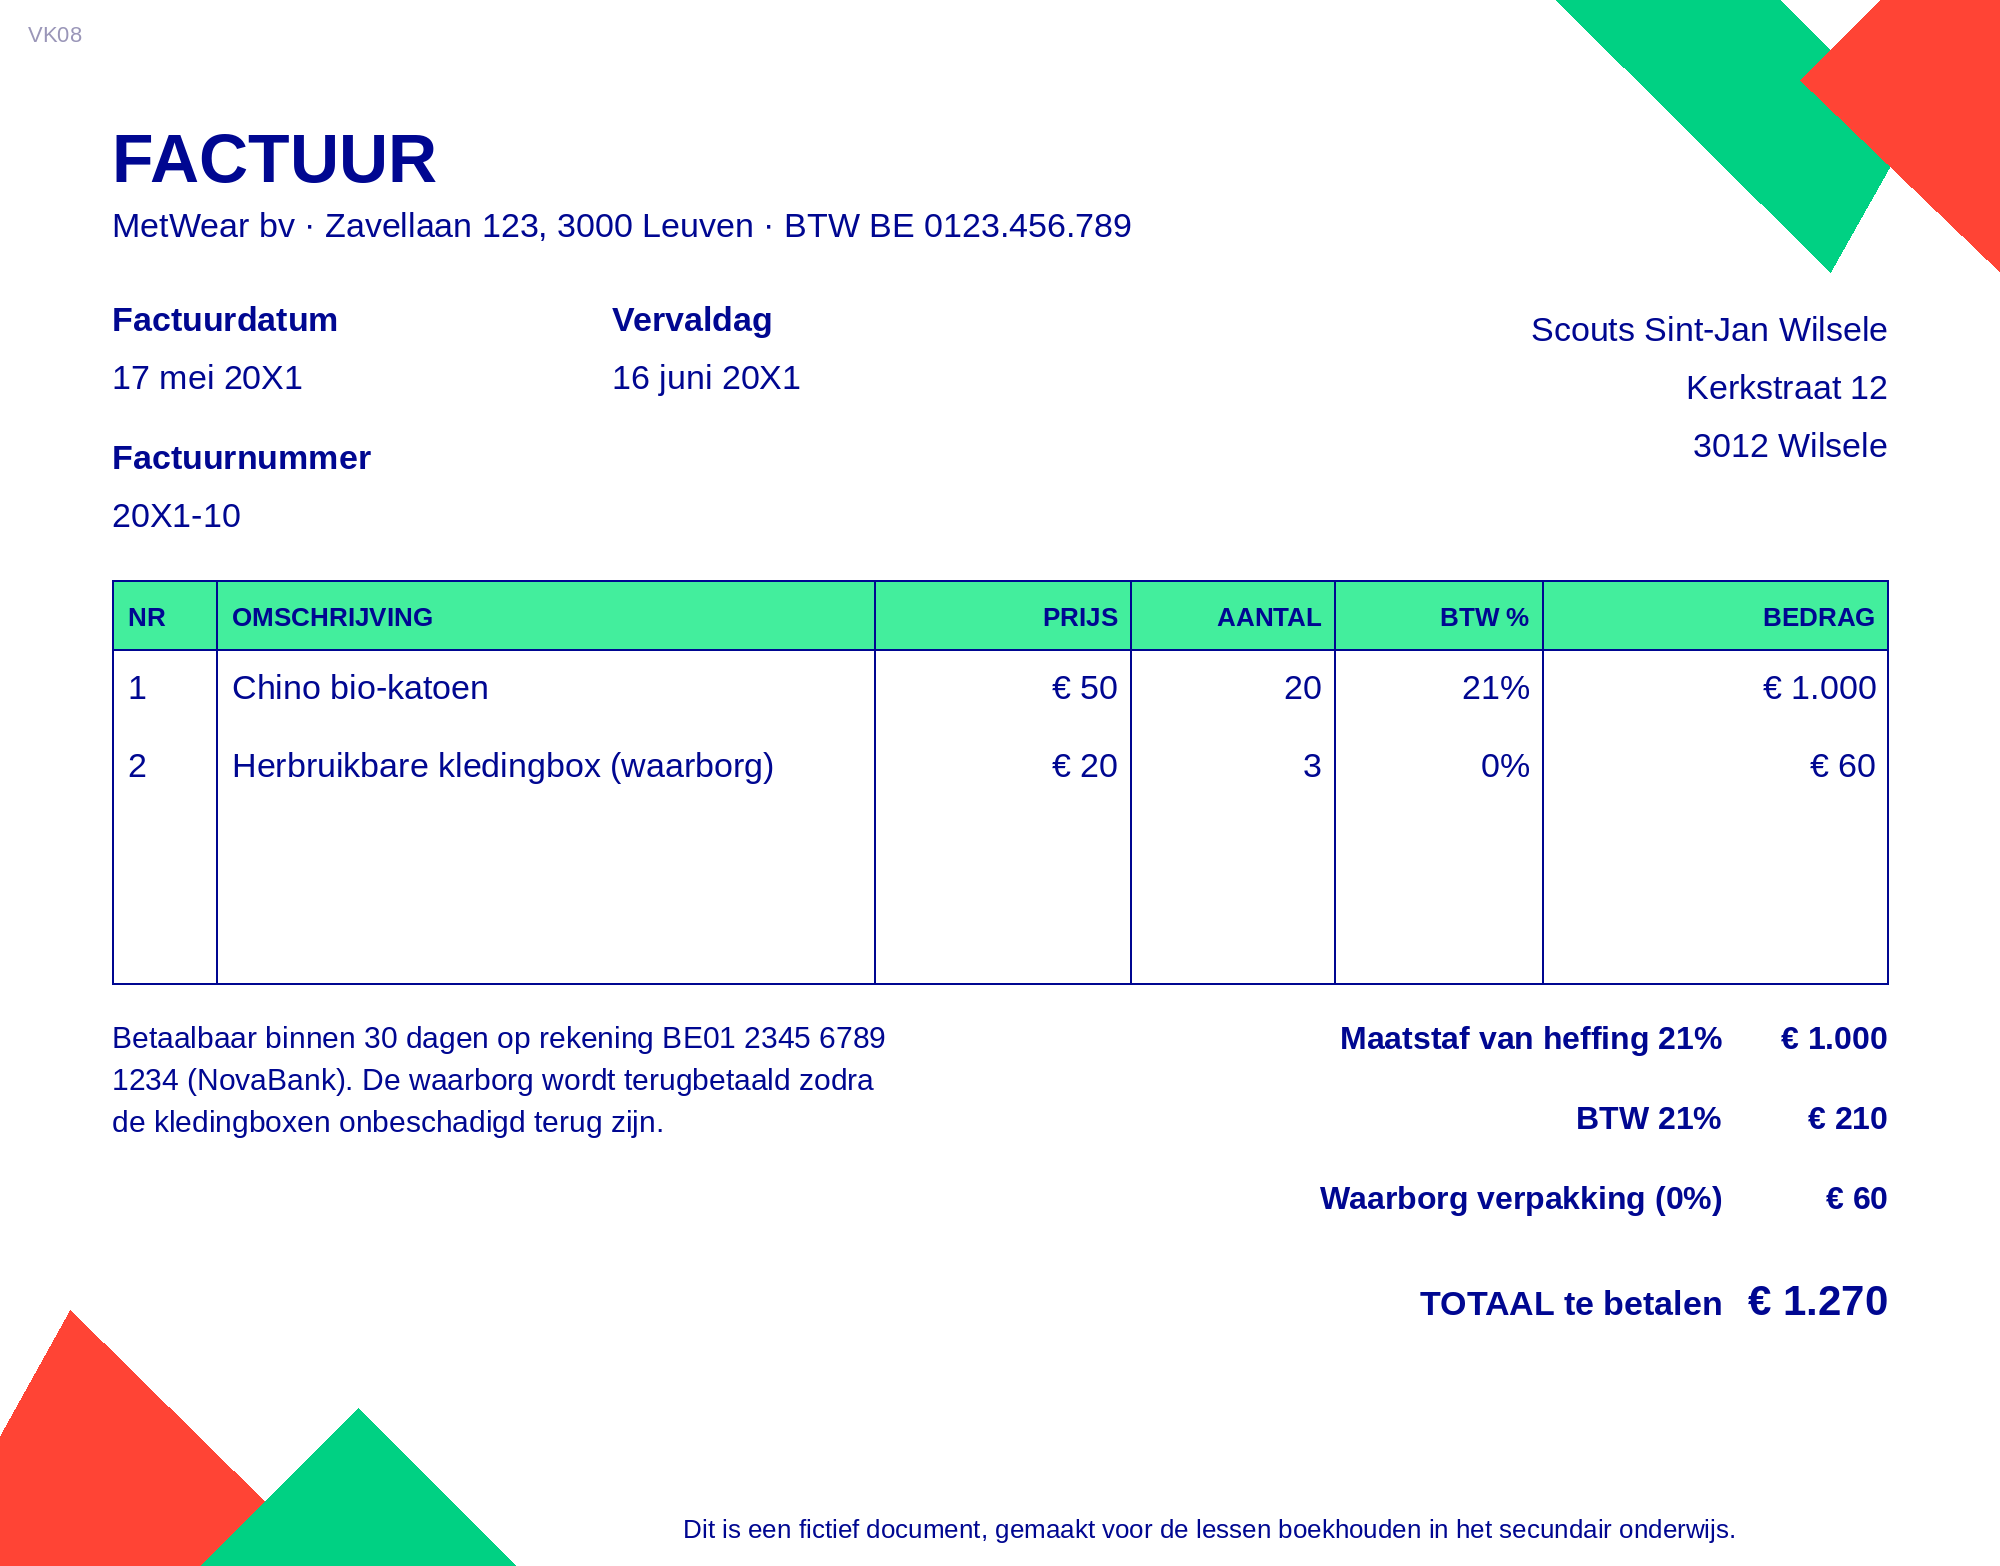 VK08
FACTUUR
MetWear bv · Zavellaan 123, 3000 Leuven · BTW BE 0123.456.789
Factuurdatum
17 mei 20X1
Vervaldag
16 juni 20X1
Factuurnummer
20X1-10
Scouts Sint-Jan Wilsele
Kerkstraat 12
3012 Wilsele
NR OMSCHRIJVING PRIJS AANTAL BTW % BEDRAG
1 Chino bio-katoen € 50 20 21% € 1.000
2 Herbruikbare kledingbox (waarborg) € 20 3 0% € 60
Betaalbaar binnen 30 dagen op rekening BE01 2345 6789
1234 (NovaBank). De waarborg wordt terugbetaald zodra
de kledingboxen onbeschadigd terug zijn.
Maatstaf van heffing 21% € 1.000
BTW 21% € 210
Waarborg verpakking (0%) € 60
TOTAAL te betalen € 1.270
Dit is een fictief document, gemaakt voor de lessen boekhouden in het secundair onderwijs.